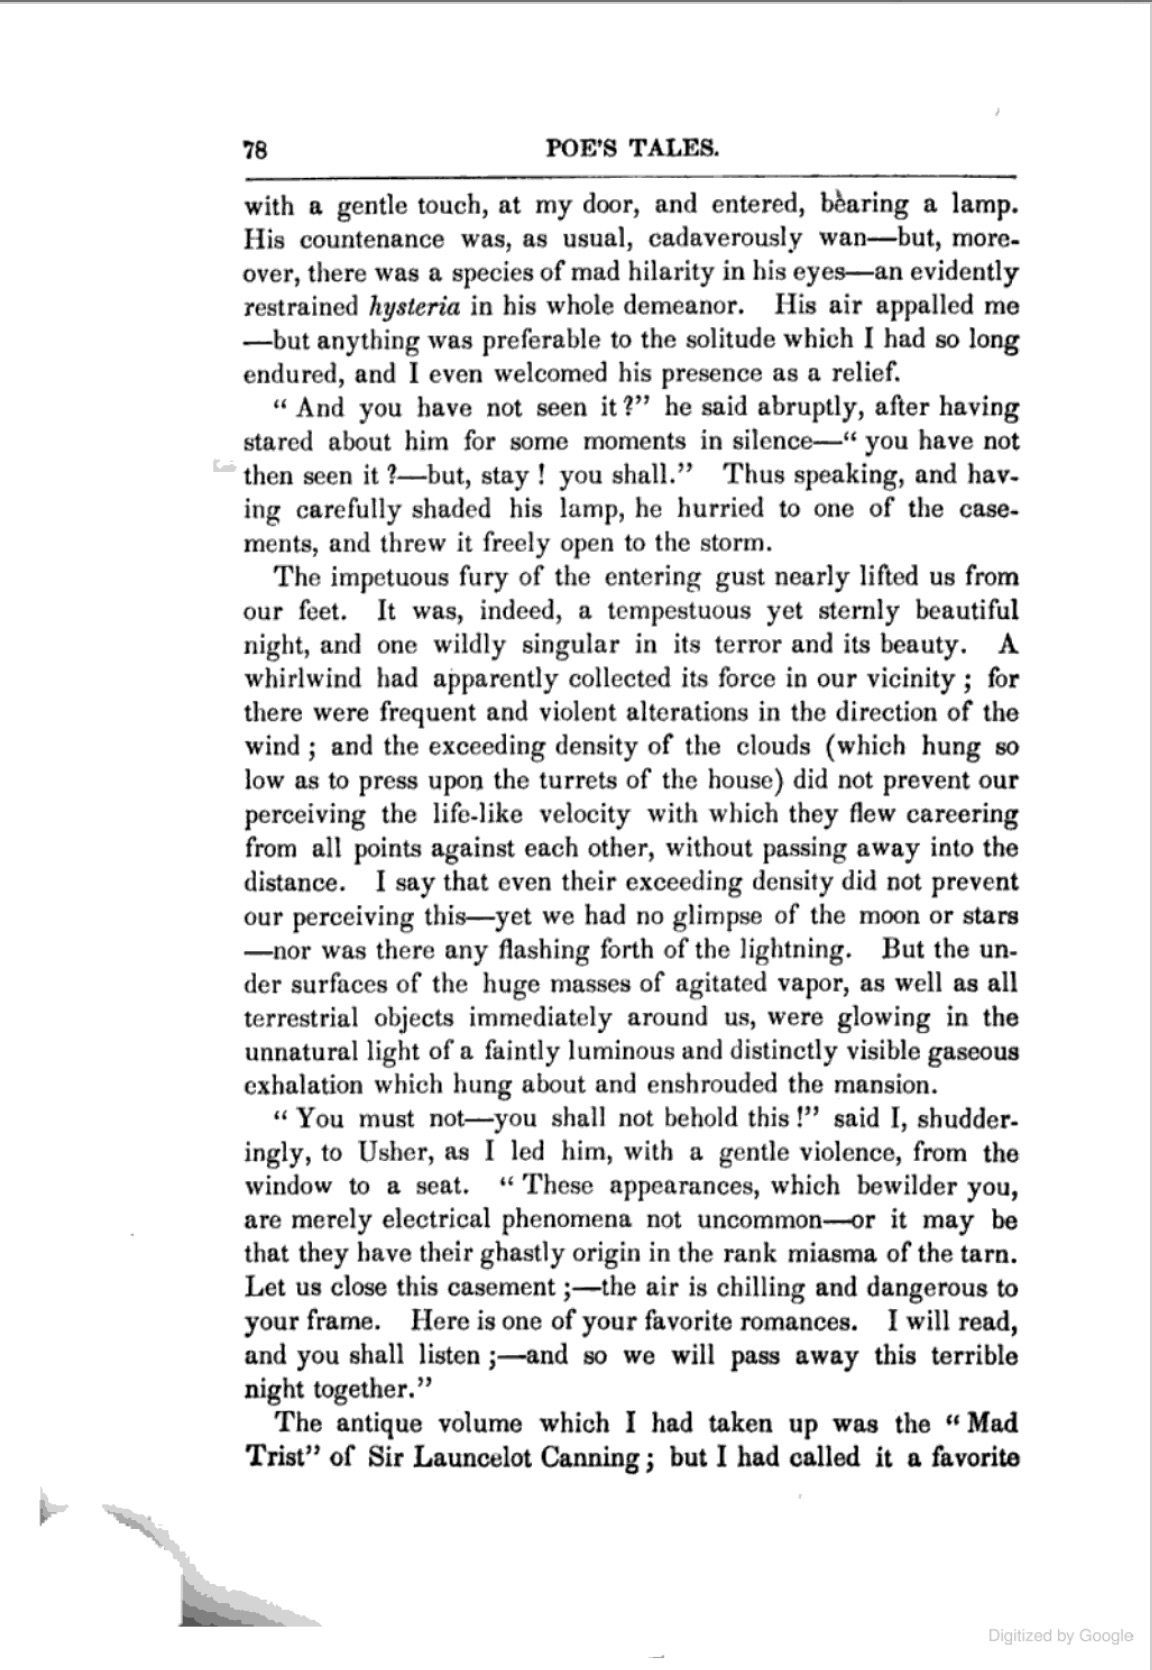 78 POE'S TALES.
with a gentle touch, at my door, and entered, bearing a lamp.
His countenance was, as usual, cadaverously wan—but, more-
over, there was a species of mad hilarity in his eyes—an evidently
restrained hysteria in his whole demeanor. His air appalled me
—but anything was preferable to the solitude which I had so long
endured, and I even welcomed his presence as a relief.
“ And you have not seen it ?” he said abruptly, after having
stared about him for some moments in silence—“ you have not
then seen it ?—but, stay ! you shall.” Thus speaking, and hav-
ing carefully shaded his lamp, he hurried to one of the case-
ments, and threw it freely open to the storm.
The impetuous fury of the entering gust nearly lifted us from
our feet. It was, indeed, a tempestuous yet sternly beautiful
night, and one wildly singular in its terror and its beauty. A
whirlwind had apparently collected its force in our vicinity ; for
there were frequent and violent alterations in the direction of the
wind ; and the exceeding density of the clouds (which hung so
low as to press upon the turrets of the house) did not prevent our
perceiving the life-like velocity with which they flew careering
from all points against each other, without passing away into the
distance. I say that even their exceeding density did not prevent
our perceiving this—yet we had no glimpse of the moon or stars
—nor was there any flashing forth of the lightning. But the un-
der surfaces of the huge masses of agitated vapor, as well as all
terrestrial objects immediately around us, were glowing in the
unnatural light of a faintly luminous and distinctly visible gaseous
exhalation which hung about and enshrouded the mansion.
“ You must not—you shall not behold this !” said I, shudder-
ingly, to Usher, as I led him, with a gentle violence, from the
window to a seat. “ These appearances, which bewilder you,
are merely electrical phenomena not uncommon—or it may be
that they have their ghastly origin in the rank miasma of the tarn.
Let us close this casement ;—the air is chilling and dangerous to
your frame. Here is one of your favorite romances. I will read,
and you shall listen ;—and so we will pass away this terrible
night together.”
The antique volume which I had taken up was the “ Mad
Trist” of Sir Launcelot Canning ; but I had called it a favorite
Digitized by Google